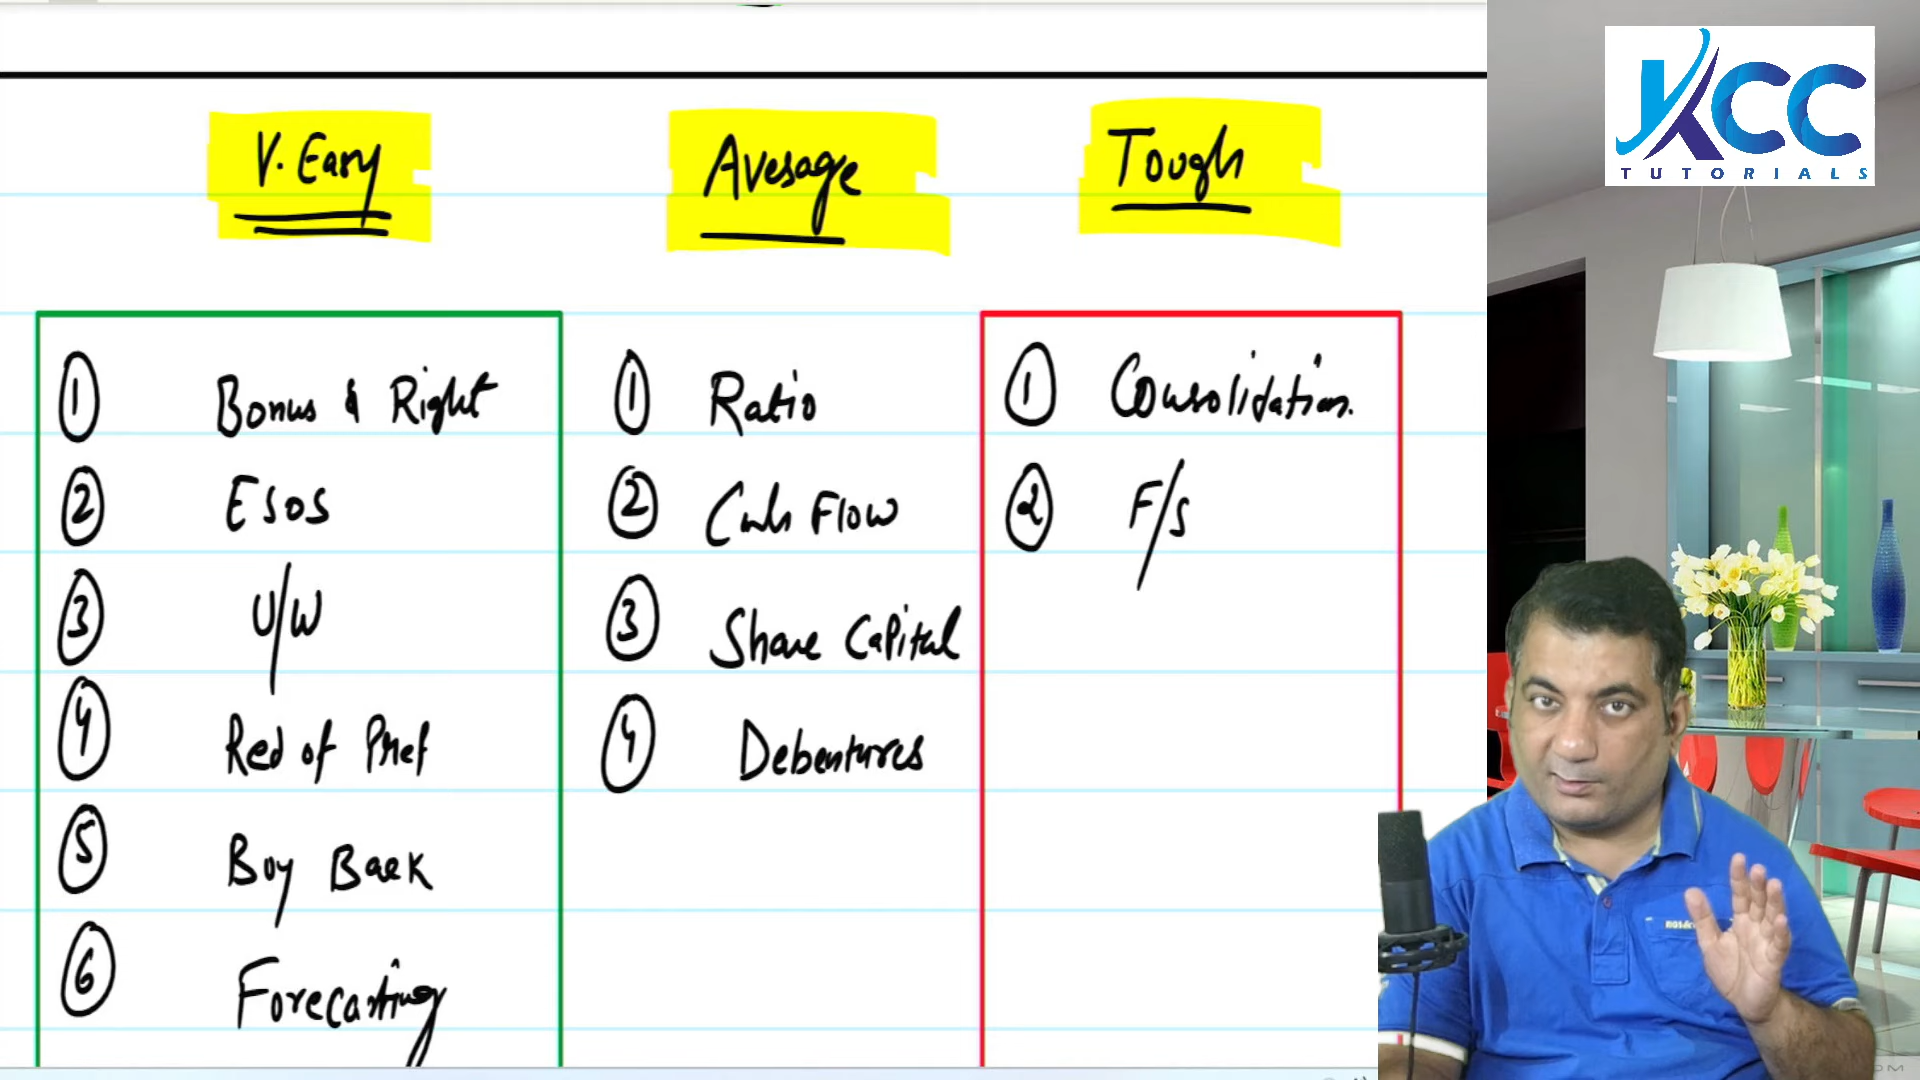 V. Easy
Average
Tough
1 Bonus & Right
2 ESOS
3 U/W
4 Red of Pref
5 Buy Back
6 Forecasting
1 Ratio
2 Cash Flow
3 Share Capital
4 Debentures
1 Consolidation.
2 F/S
KCC
TUTORIALS